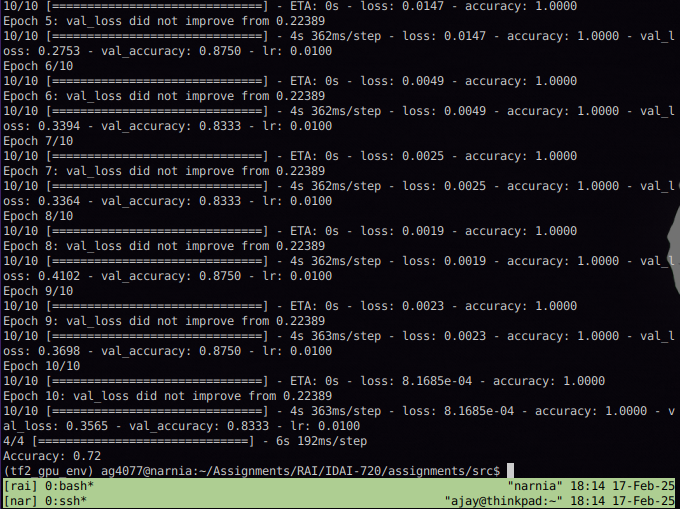 10/10 [==============================] - ETA: 0s - loss: 0.0147 - accuracy: 1.0000
Epoch 5: val_loss did not improve from 0.22389
10/10 [==============================] - 4s 362ms/step - loss: 0.0147 - accuracy: 1.0000 - val_l
oss: 0.2753 - val_accuracy: 0.8750 - lr: 0.0100
Epoch 6/10
10/10 [==============================] - ETA: 0s - loss: 0.0049 - accuracy: 1.0000
Epoch 6: val_loss did not improve from 0.22389
10/10 [==============================] - 4s 362ms/step - loss: 0.0049 - accuracy: 1.0000 - val_l
oss: 0.3394 - val_accuracy: 0.8333 - lr: 0.0100
Epoch 7/10
10/10 [==============================] - ETA: 0s - loss: 0.0025 - accuracy: 1.0000
Epoch 7: val_loss did not improve from 0.22389
10/10 [==============================] - 4s 362ms/step - loss: 0.0025 - accuracy: 1.0000 - val_l
oss: 0.3364 - val_accuracy: 0.8333 - lr: 0.0100
Epoch 8/10
10/10 [==============================] - ETA: 0s - loss: 0.0019 - accuracy: 1.0000
Epoch 8: val_loss did not improve from 0.22389
10/10 [==============================] - 4s 362ms/step - loss: 0.0019 - accuracy: 1.0000 - val_l
oss: 0.4102 - val_accuracy: 0.8750 - lr: 0.0100
Epoch 9/10
10/10 [==============================] - ETA: 0s - loss: 0.0023 - accuracy: 1.0000
Epoch 9: val_loss did not improve from 0.22389
10/10 [==============================] - 4s 363ms/step - loss: 0.0023 - accuracy: 1.0000 - val_l
oss: 0.3698 - val_accuracy: 0.8750 - lr: 0.0100
Epoch 10/10
10/10 [==============================] - ETA: 0s - loss: 8.1685e-04 - accuracy: 1.0000
Epoch 10: val_loss did not improve from 0.22389
10/10 [==============================] - 4s 363ms/step - loss: 8.1685e-04 - accuracy: 1.0000 - v
al_loss: 0.3565 - val_accuracy: 0.8333 - lr: 0.0100
4/4 [==============================] - 6s 192ms/step
Accuracy: 0.72
(tf2_gpu_env) ag4077@narnia:~/Assignments/RAI/IDAI-720/assignments/src$
[rai] 0:bash* "narnia" 18:14 17-Feb-25
[nar] 0:ssh* "ajay@thinkpad:~" 18:14 17-Feb-25